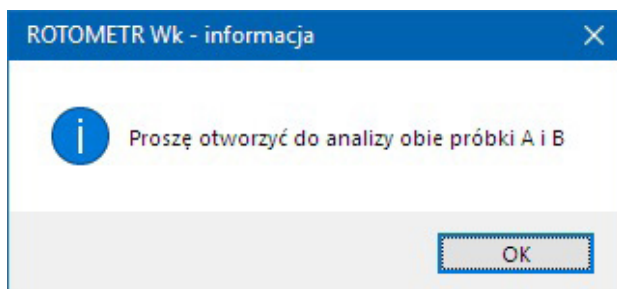 ROTOMETR Wk - informacja
Proszę otworzyć do analizy obie próbki A i B
OK